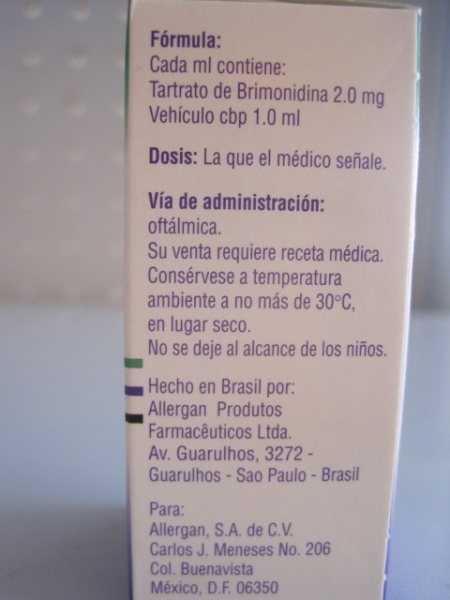 Fórmula:
Cada ml contiene:
Tartrato de Brimonidina 2.0 mg
Vehículo cbp 1.0 ml
Dosis: La que el médico señale.
Vía de administración:
oftálmica.
Su venta requiere receta médica.
Consérvese a temperatura
ambiente a no más de 30°C,
en lugar seco.
No se deje al alcance de los niños.
Hecho en Brasil por:
Allergan Produtos
Farmacêuticos Ltda.
Av. Guarulhos, 3272 -
Guarulhos - Sao Paulo - Brasil
Para:
Allergan, S.A. de C.V.
Carlos J. Meneses No. 206
Col. Buenavista
México, D.F. 06350